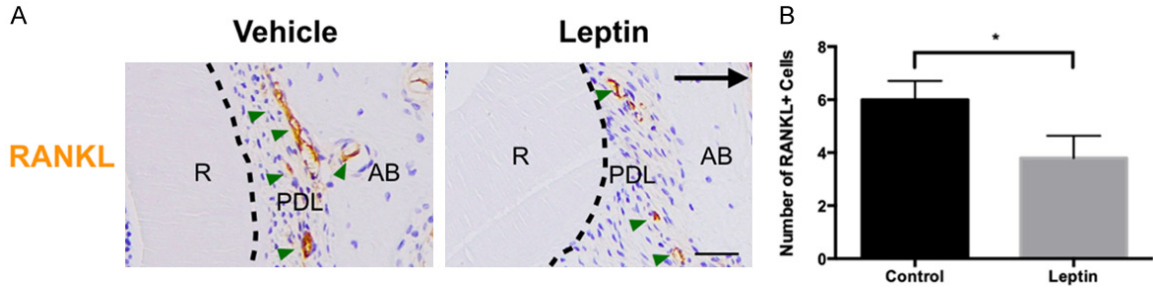 A
Vehicle
Leptin
RANKL
R
PDL
AB
R
PDL
AB
B
*
Number of RANKL+ Cells
8
6
4
2
0
Control
Leptin